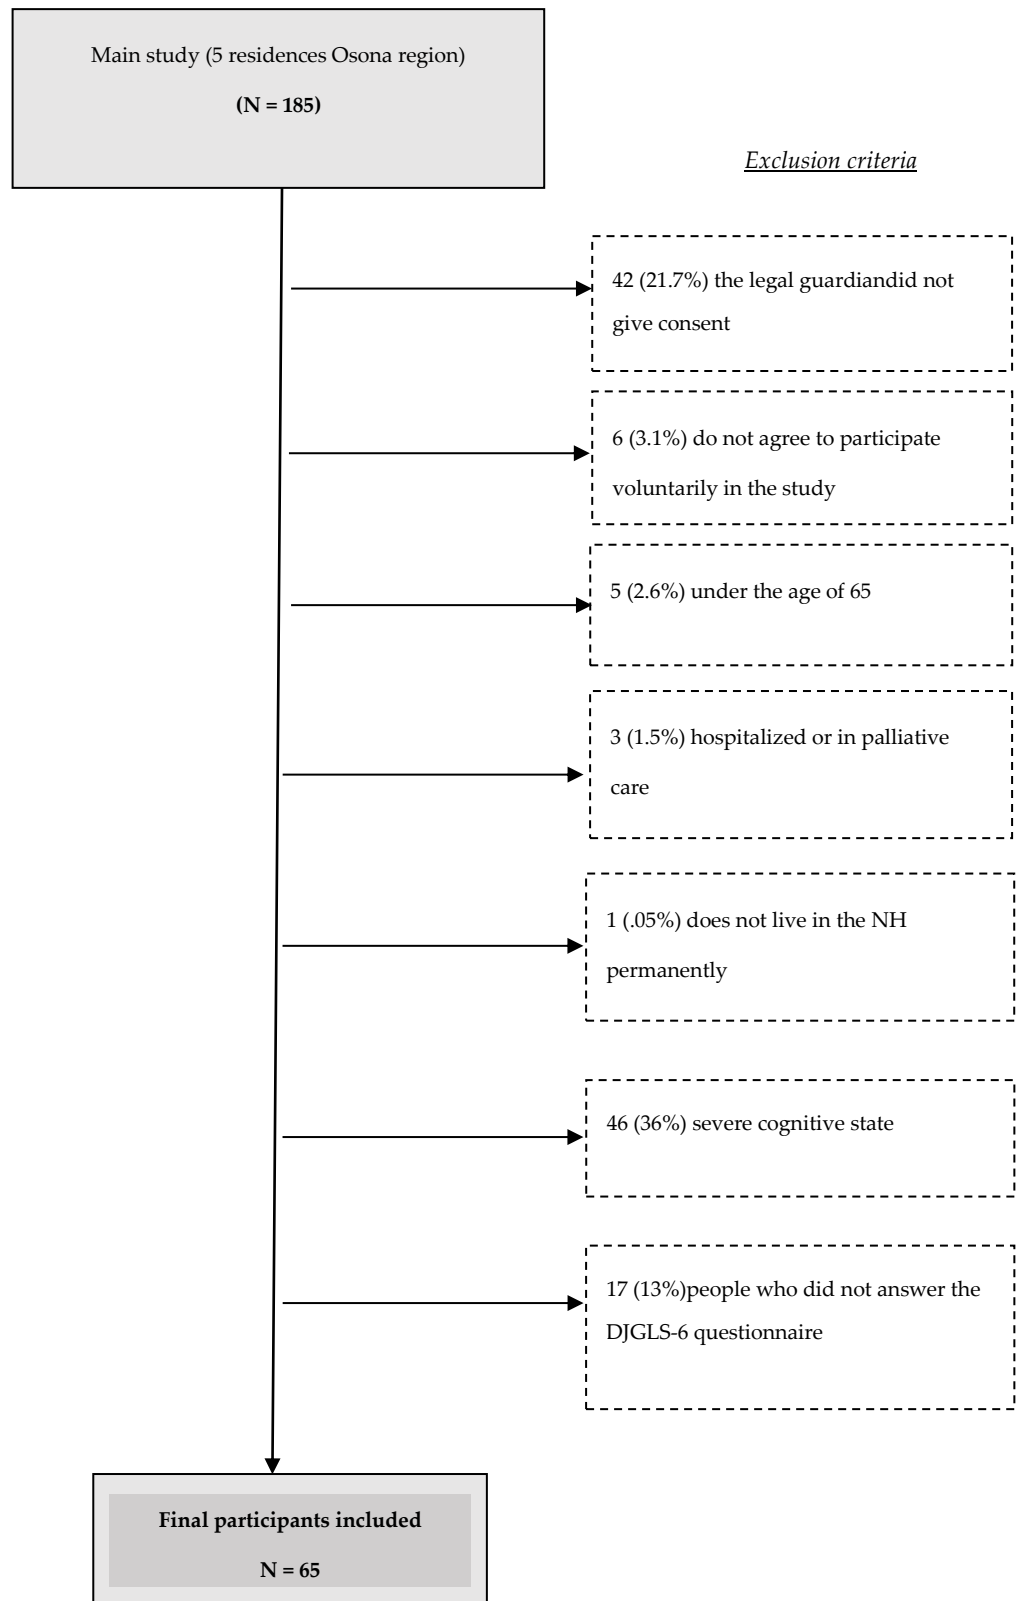 Main study (5 residences Osona region)
(N = 185)
Exclusion criteria
42 (21.7%) the legal guardiandid not
give consent
6 (3.1%) do not agree to participate
voluntarily in the study
5 (2.6%) under the age of 65
3 (1.5%) hospitalized or in palliative
care
1 (.05%) does not live in the NH
permanently
46 (36%) severe cognitive state
17 (13%)people who did not answer the
DJGLS-6 questionnaire
Final participants included
N = 65